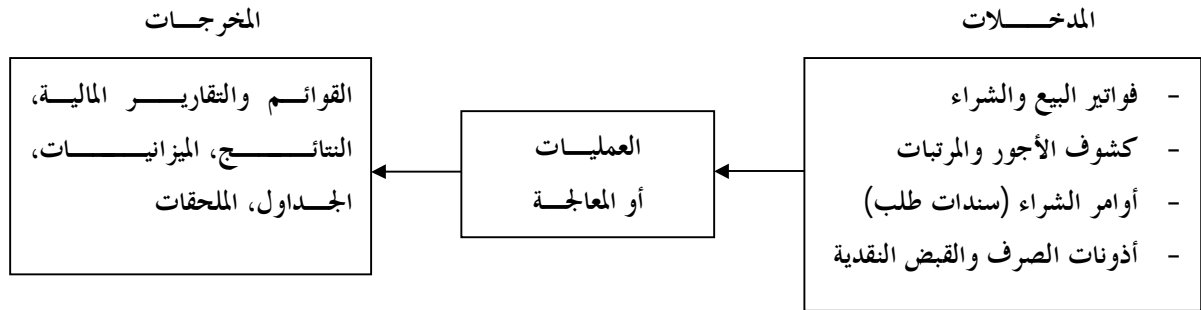 المدخلات
- فواتير البيع والشراء
- كشوف الأجور والمرتبات
- أوامر الشراء (سندات طلب)
- أذونات الصرف والقبض النقدية
العمليات
أو المعالجة
المخرجات
القوائم والتقارير المالية،
النتائج، الميزانيات،
الجداول، الملحقات